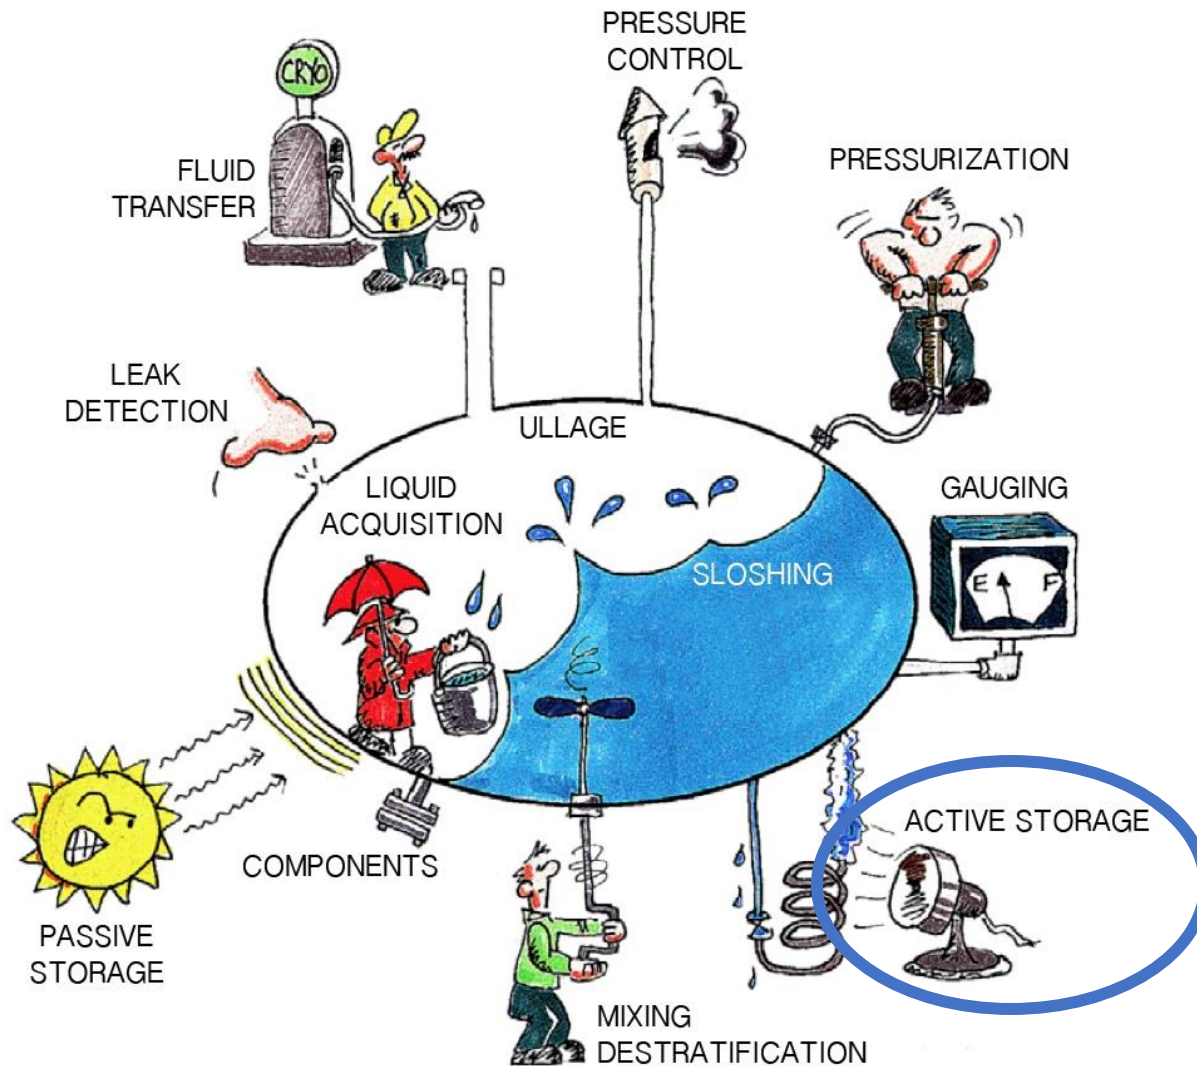 PRESSURE
CONTROL
CRYO
FLUID
TRANSFER
PRESSURIZATION
LEAK
DETECTION
ULLAGE
LIQUID
ACQUISITION
GAUGING
SLOSHING
E F
ACTIVE STORAGE
COMPONENTS
PASSIVE
STORAGE
MIXING
DESTRATIFICATION